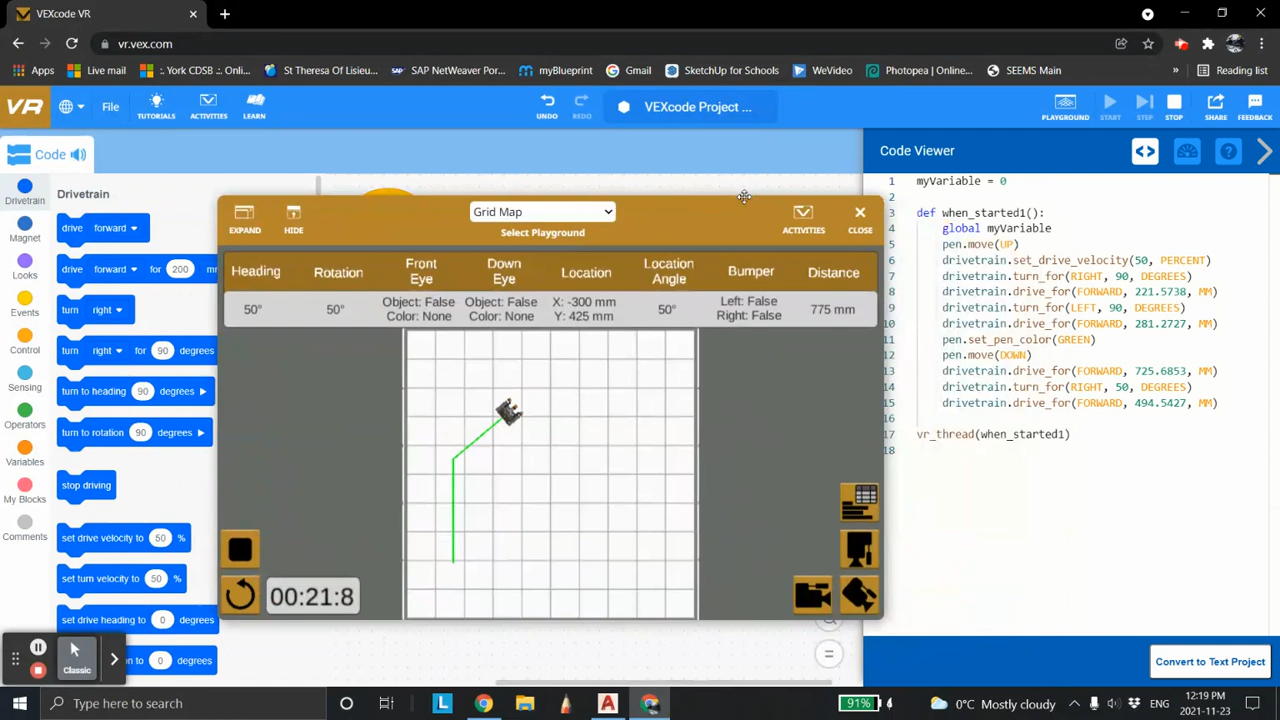 VEXcode VR
vr.vex.com
Apps
Live mail
:: York CDSB ::. Onli...
St Theresa Of Lisieu...
SAP NetWeaver Port...
myBlueprint
Gmail
SketchUp for Schools
WeVideo
Photopea | Online...
SEEMS Main
»
Reading list
VR
File
TUTORIALS
ACTIVITIES
LEARN
UNDO
REDO
VEXcode Project ...
PLAYGROUND
START
STEP
STOP
SHARE
FEEDBACK
Code
Drivetrain
Magnet
Looks
Events
Control
Sensing
Operators
Variables
My Blocks
Comments
Drivetrain
drive forward
drive forward for 200 mm
turn right
turn right for 90 degrees
turn to heading 90 degrees
turn to rotation 90 degrees
stop driving
set drive velocity to 50 %
set turn velocity to 50 %
set drive heading to 0 degrees
n to 0 degrees
Classic
EXPAND
HIDE
Grid Map
Select Playground
ACTIVITIES
CLOSE
Heading
Rotation
Front Eye
Down Eye
Location
Location Angle
Bumper
Distance
50°
50°
Object: False
Color: None
Object: False
Color: None
X: -300 mm
Y: 425 mm
50°
Left: False
Right: False
775 mm
00:21:8
Code Viewer
1 myVariable = 0
2
3 def when_started1():
4 global myVariable
5 pen.move(UP)
6 drivetrain.set_drive_velocity(50, PERCENT)
7 drivetrain.turn_for(RIGHT, 90, DEGREES)
8 drivetrain.drive_for(FORWARD, 221.5738, MM)
9 drivetrain.turn_for(LEFT, 90, DEGREES)
10 drivetrain.drive_for(FORWARD, 281.2727, MM)
11 pen.set_pen_color(GREEN)
12 pen.move(DOWN)
13 drivetrain.drive_for(FORWARD, 725.6853, MM)
14 drivetrain.turn_for(RIGHT, 50, DEGREES)
15 drivetrain.drive_for(FORWARD, 494.5427, MM)
16
17 vr_thread(when_started1)
18
Convert to Text Project
Type here to search
91%
0°C Mostly cloudy
ENG
12:19 PM
2021-11-23